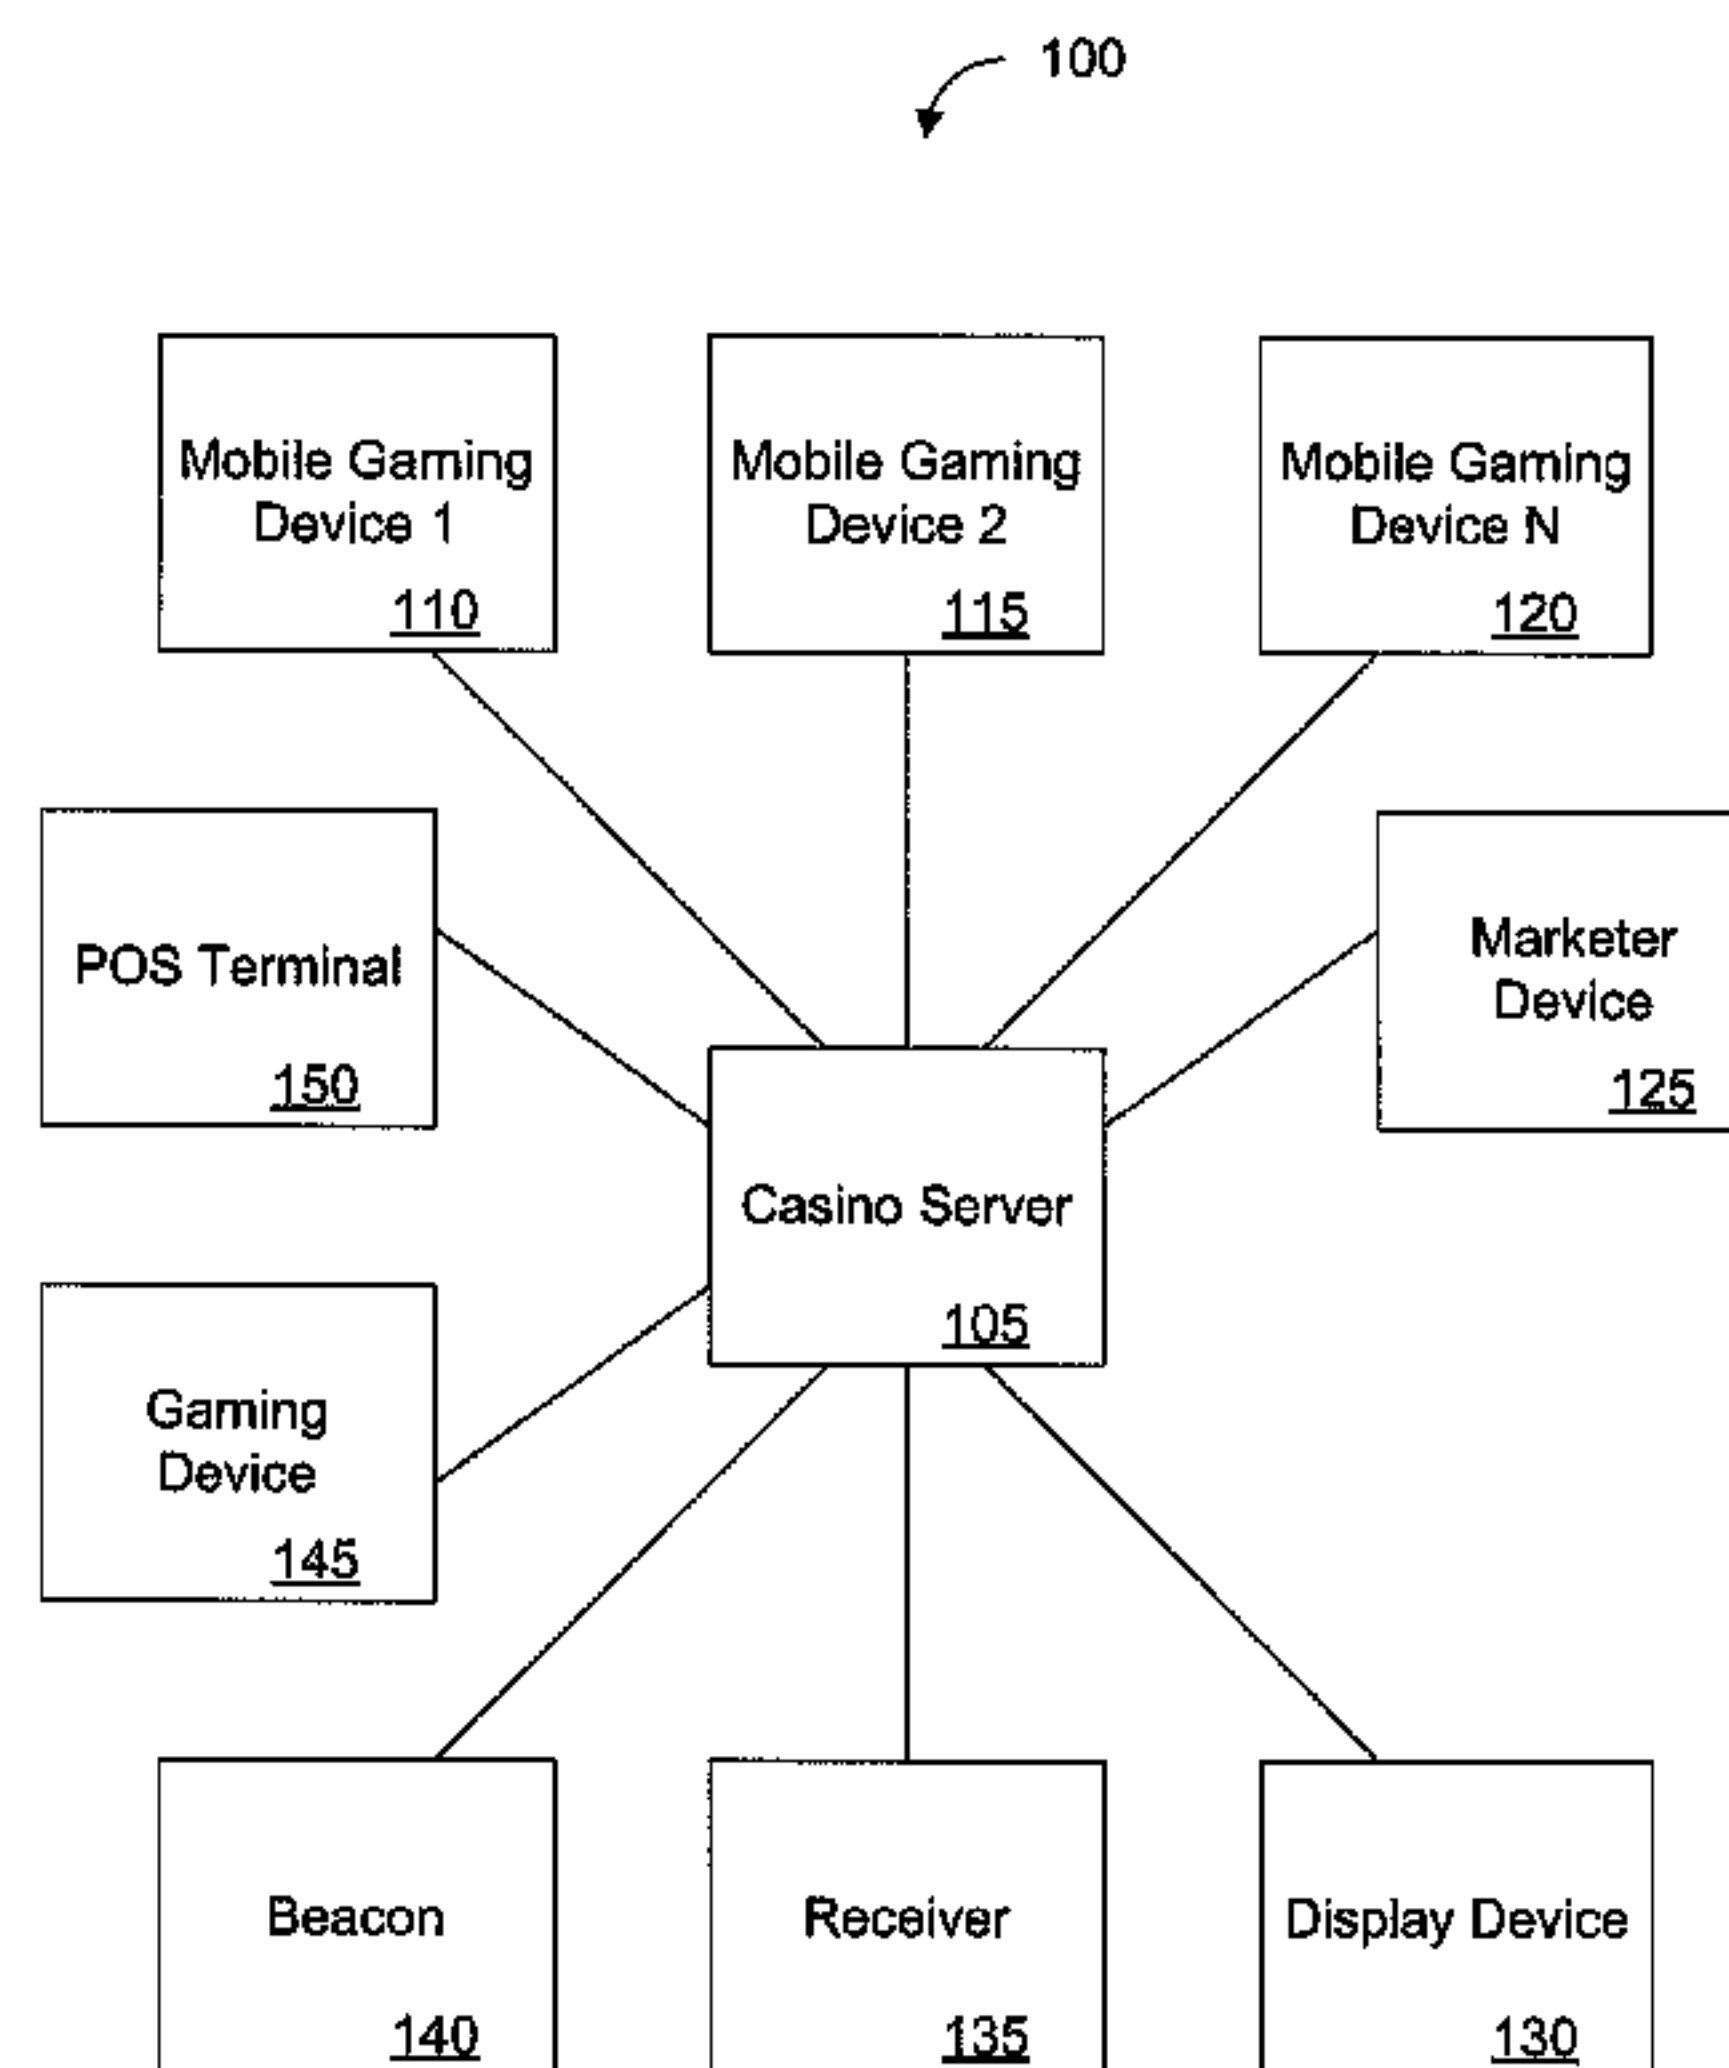 100
Mobile Gaming
Device 1
110
Mobile Gaming
Device 2
115
Mobile Gaming
Device N
120
POS Terminal
150
Marketer
Device
125
Casino Server
105
Gaming
Device
145
Beacon
140
Receiver
135
Display Device
130